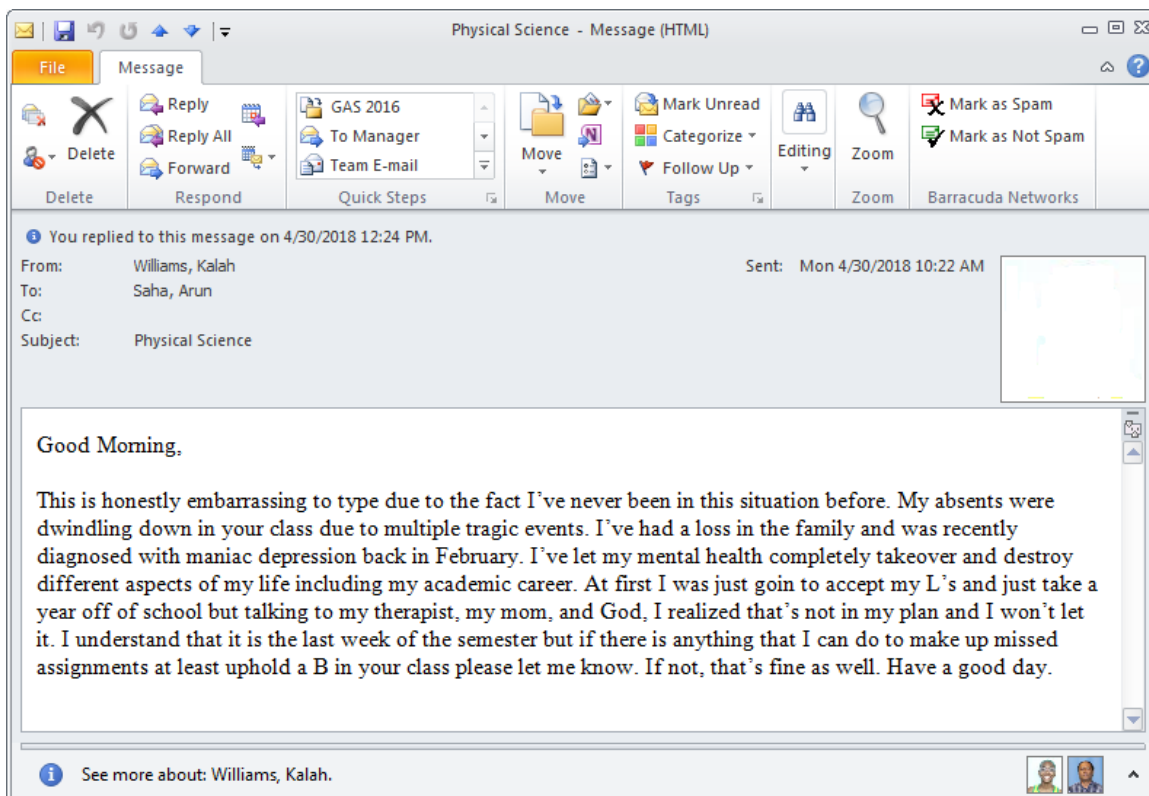 Physical Science - Message (HTML)
File Message
Delete
Reply
Reply All
Forward
GAS 2016
To Manager
Team E-mail
Move
Mark Unread
Categorize
Follow Up
Editing
Zoom
Mark as Spam
Mark as Not Spam
Delete Respond Quick Steps Move Tags Zoom Barracuda Networks
You replied to this message on 4/30/2018 12:24 PM.
From: Williams, Kalah Sent: Mon 4/30/2018 10:22 AM
To: Saha, Arun
Cc:
Subject: Physical Science
Good Morning,
This is honestly embarrassing to type due to the fact I've never been in this situation before. My absents were
dwindling down in your class due to multiple tragic events. I've had a loss in the family and was recently
diagnosed with maniac depression back in February. I've let my mental health completely takeover and destroy
different aspects of my life including my academic career. At first I was just goin to accept my L's and just take a
year off of school but talking to my therapist, my mom, and God, I realized that's not in my plan and I won't let
it. I understand that it is the last week of the semester but if there is anything that I can do to make up missed
assignments at least uphold a B in your class please let me know. If not, that's fine as well. Have a good day.
See more about: Williams, Kalah.